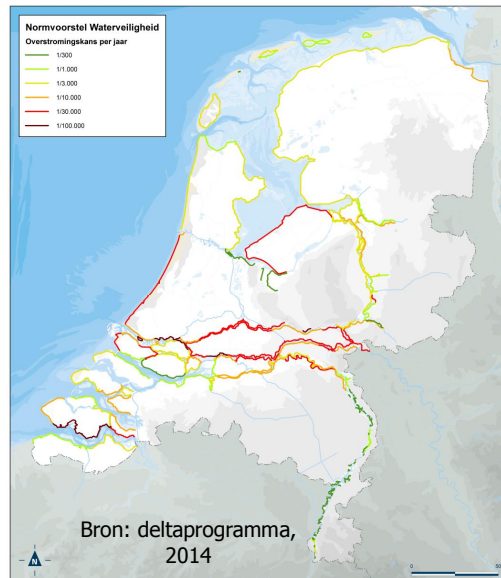 Normvoorstel Waterveiligheid
Overstromingskans per jaar
1/300
1/1.000
1/3.000
1/10.000
1/30.000
1/100.000
Bron: deltaprogramma,
2014
N
0